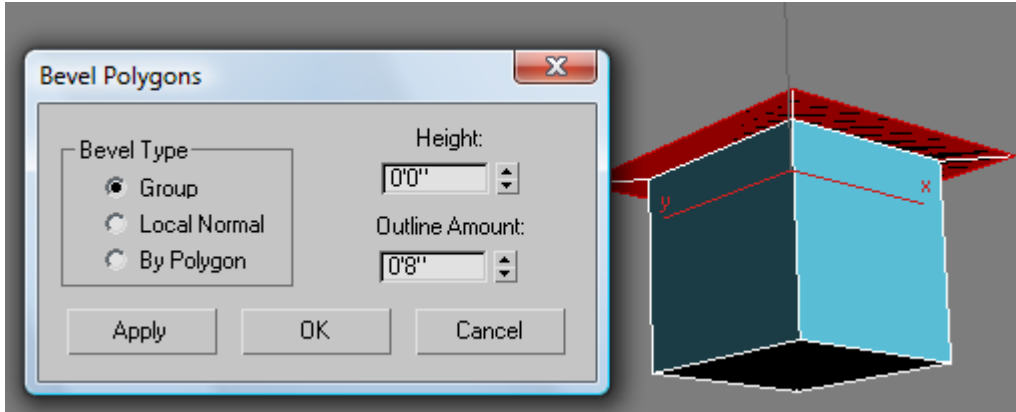 Bevel Polygons
Bevel Type
Group
Local Normal
By Polygon
Height:
0'0"
Outline Amount:
0'8"
Apply
OK
Cancel
y
x